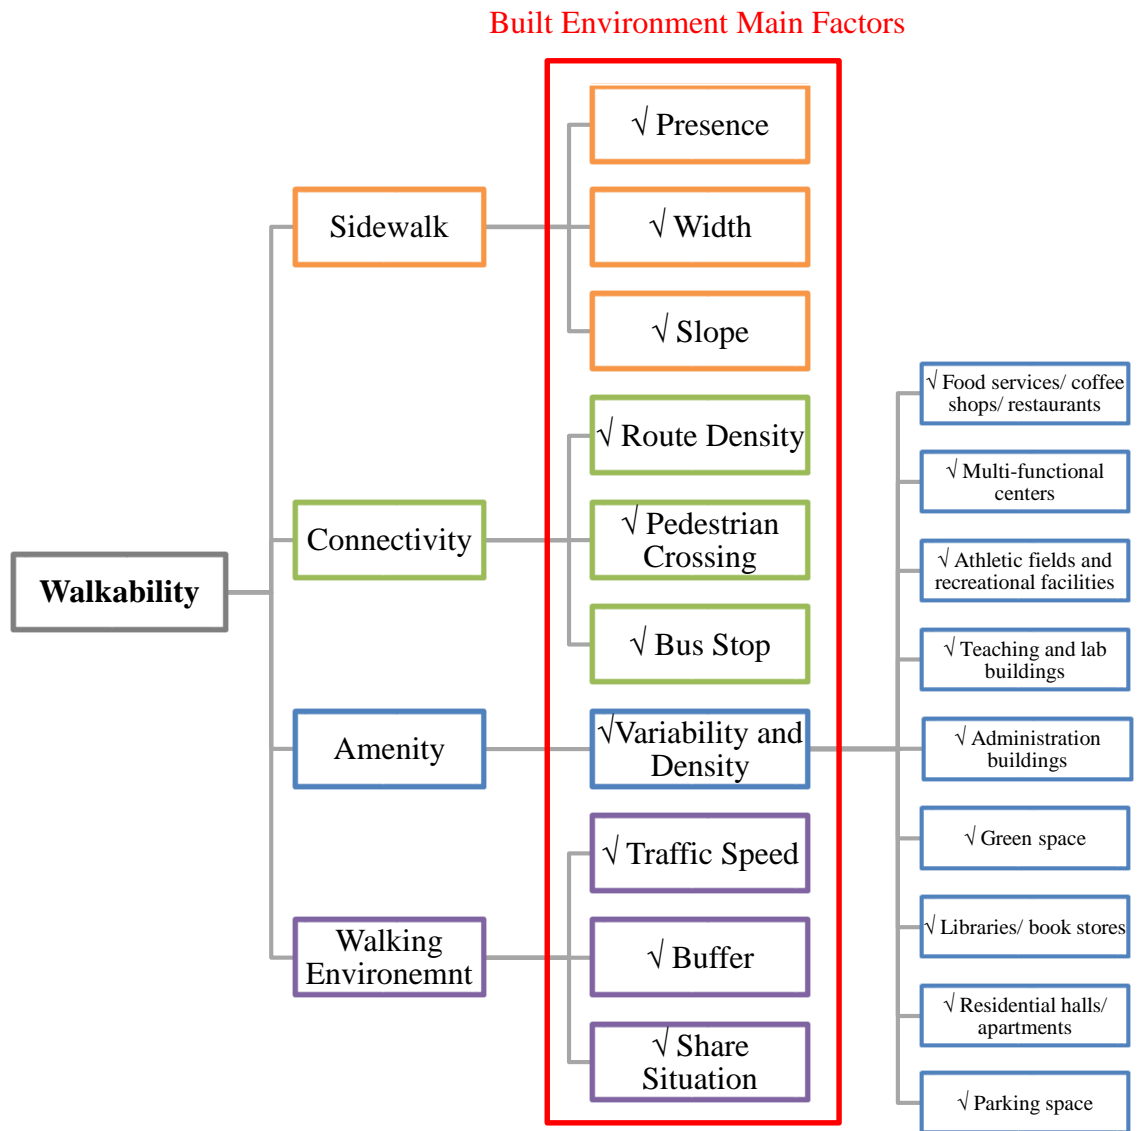 Built Environment Main Factors
√ Presence
Sidewalk
√ Width
√ Slope
√ Route Density
Connectivity
√ Pedestrian
Crossing
√ Bus Stop
Walkability
Amenity
√Variability and
Density
√ Traffic Speed
Walking
Environemnt
√ Buffer
√ Share
Situation
√ Food services/ coffee
shops/ restaurants
√ Multi-functional
centers
√ Athletic fields and
recreational facilities
√ Teaching and lab
buildings
√ Administration
buildings
√ Green space
√ Libraries/ book stores
√ Residential halls/
apartments
√ Parking space